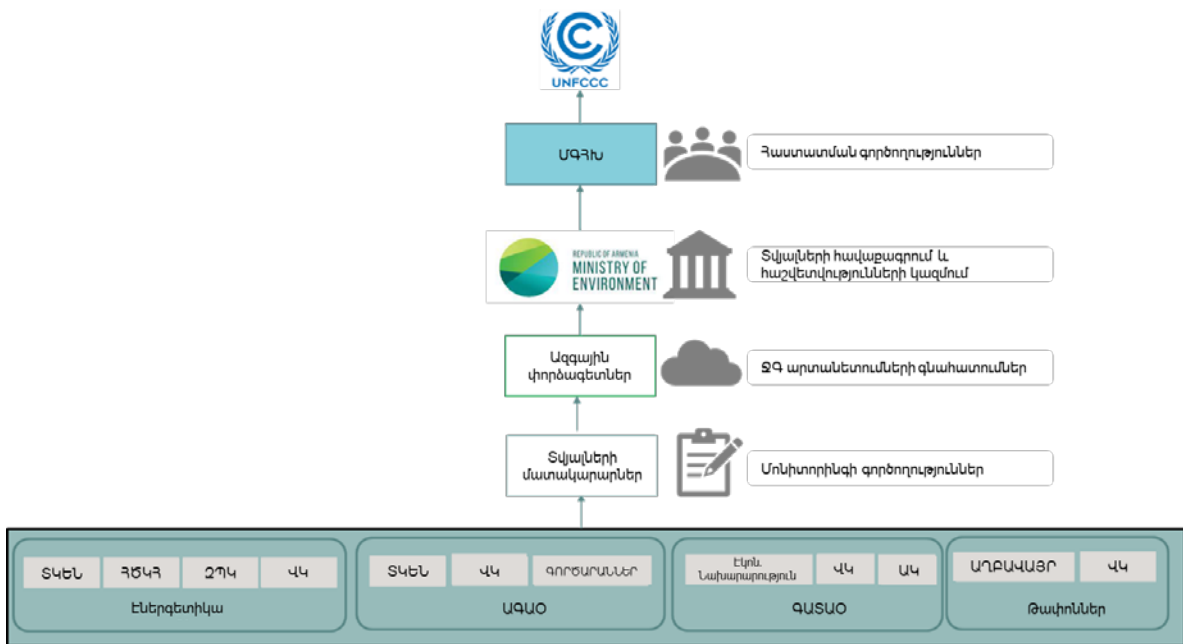 UNFCCC
ՄԳՀԽ
Հաստատման գործողություններ
REPUBLIC OF ARMENIA
MINISTRY OF
ENVIRONMENT
Տվյալների հավաքագրում և
հաշվետվությունների կազմում
Ազգային
փորձագետներ
ՋԳ արտանետումների գնահատումներ
Տվյալների
մատակարարներ
Մոնիտորինգի գործողություններ
ՏԿԵՆ ՀԾԿՀ ԶՊԿ ՎԿ
Էներգետիկա
ՏԿԵՆ ՎԿ ԳՈՐԾԱՐԱՆՆԵՐ
ԱԳԱՕ
Էկոն.
Նախարարություն ՎԿ ԱԿ
ԳԱՏԱՕ
ԱՂԲԱՎԱՅՐ ՎԿ
Թափոններ